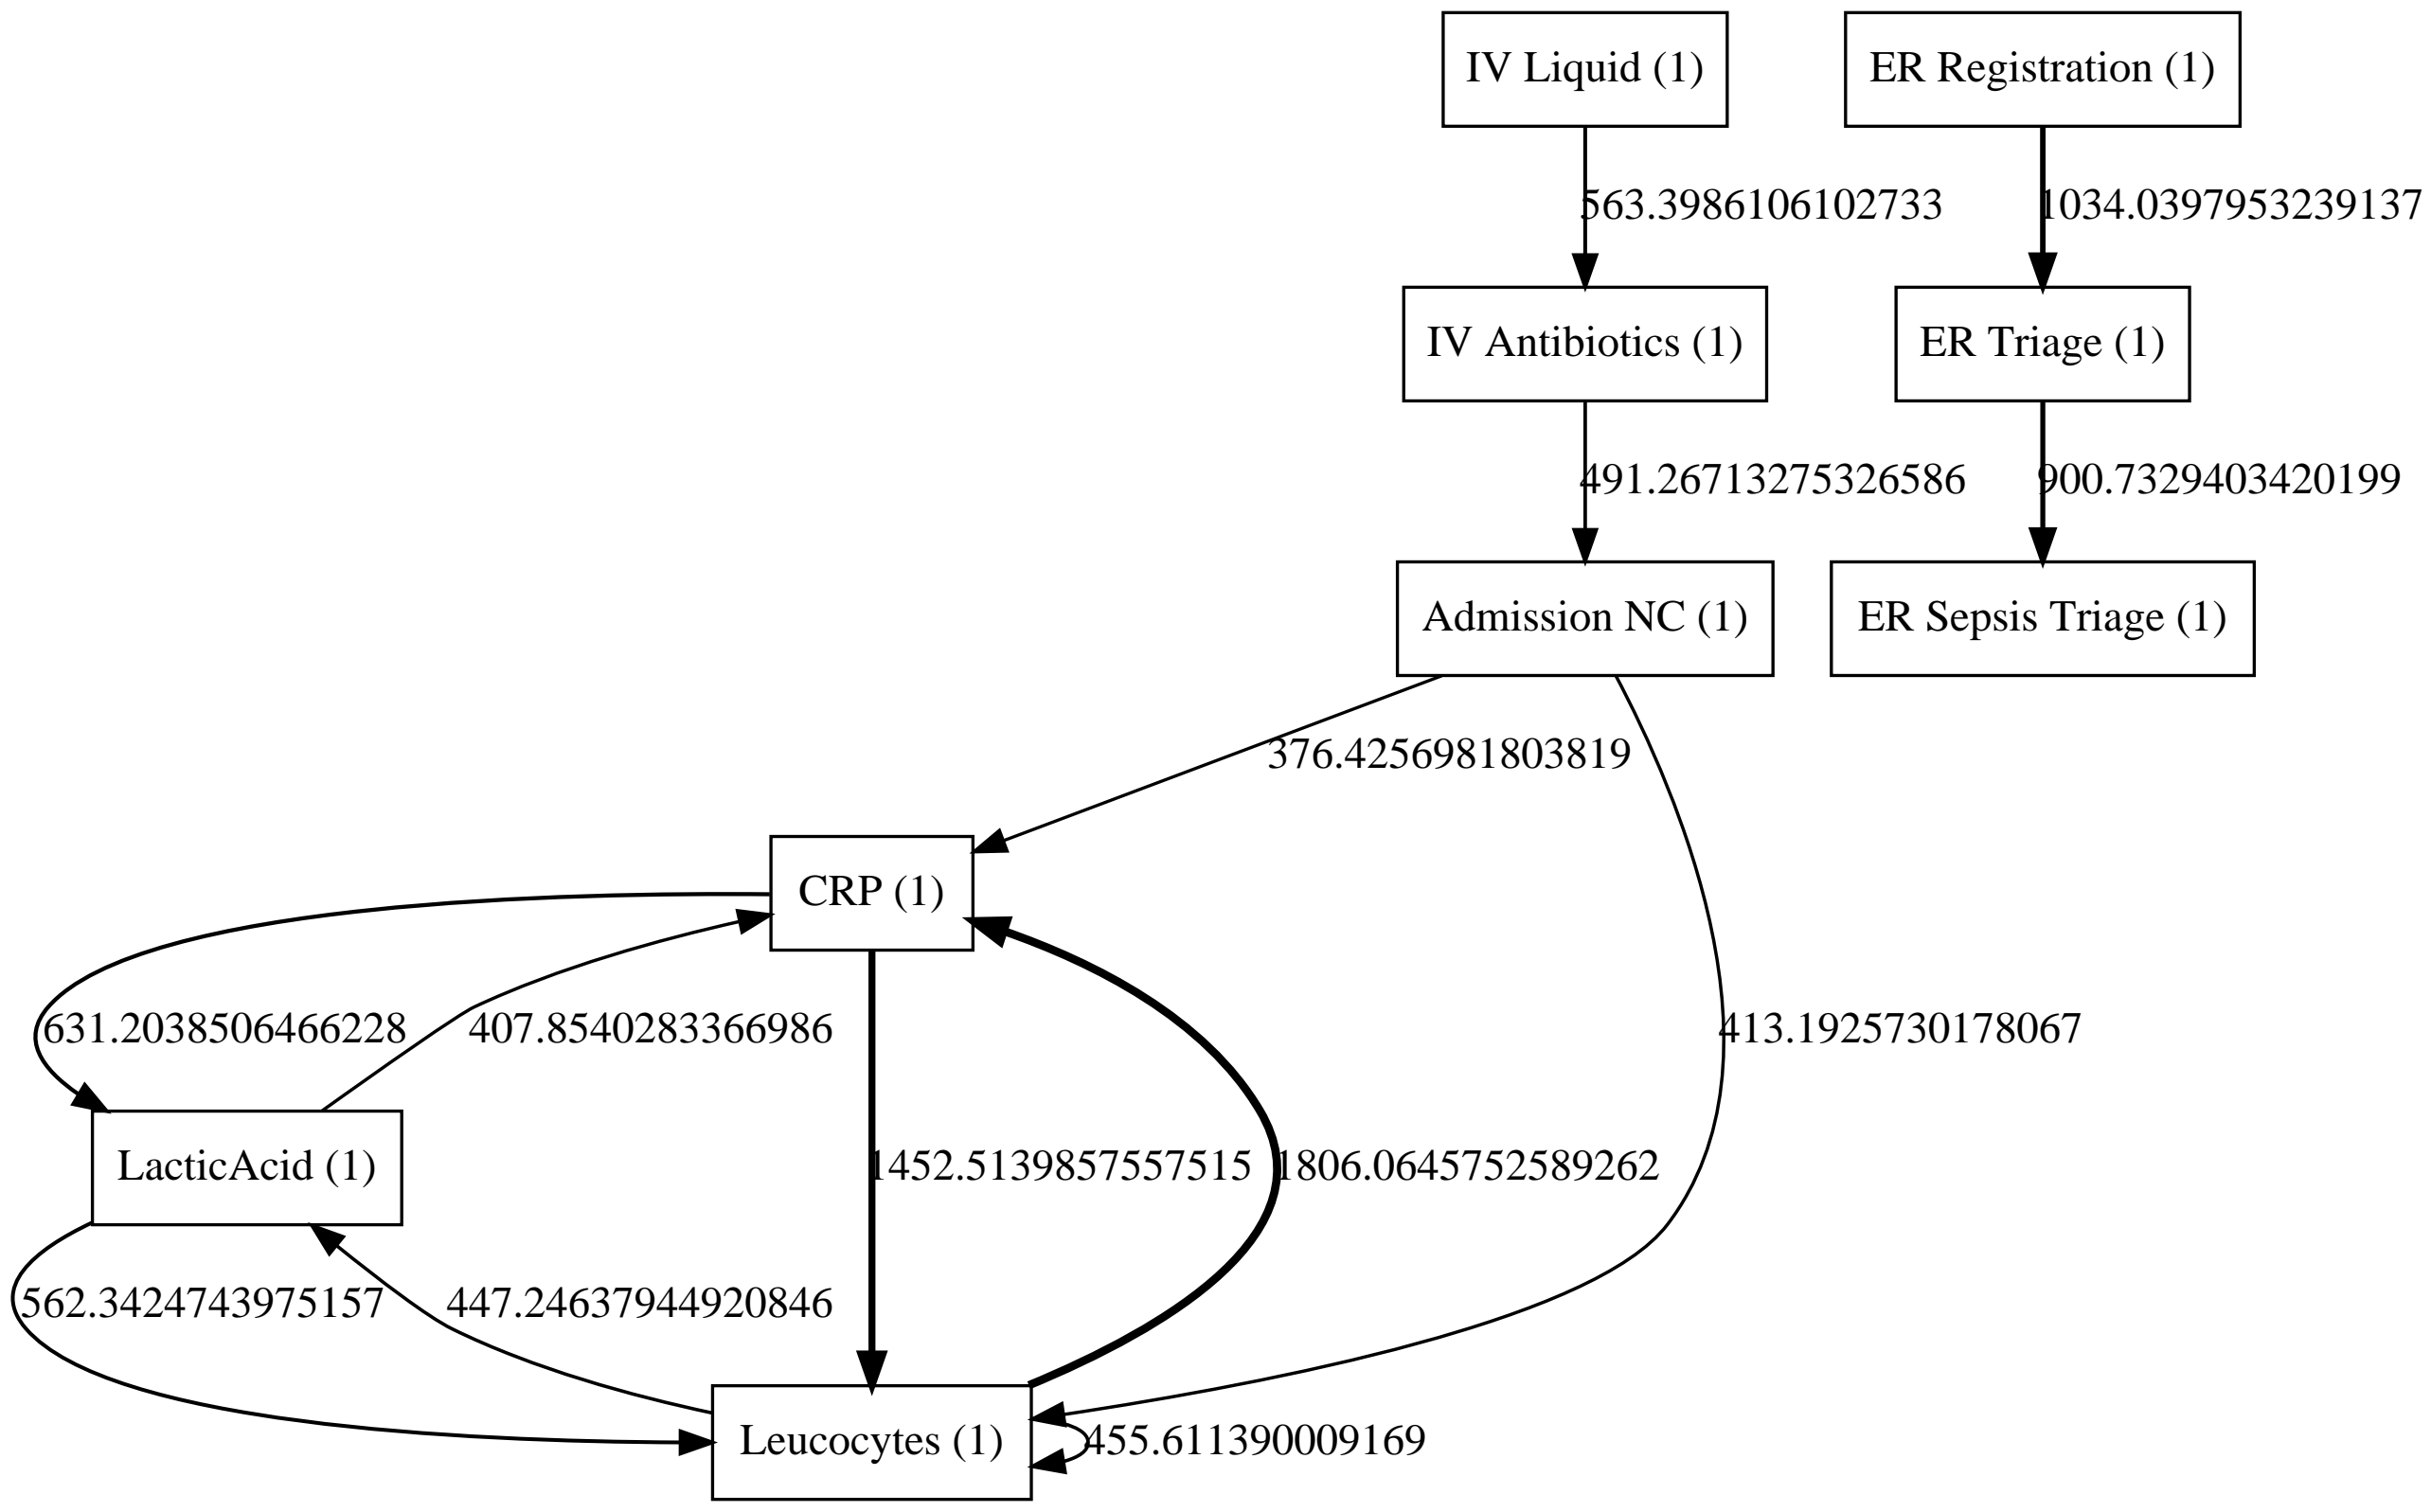 IV Liquid (1)
ER Registration (1)
563.3986106102733
1034.0397953239137
IV Antibiotics (1)
ER Triage (1)
491.26713275326586
900.7329403420199
Admission NC (1)
ER Sepsis Triage (1)
376.4256981803819
CRP (1)
631.2038506466228
407.8540283366986
413.1925730178067
LacticAcid (1)
1452.5139857557515
1806.0645752589262
562.3424743975157
447.24637944920846
Leucocytes (1)
455.611390009169